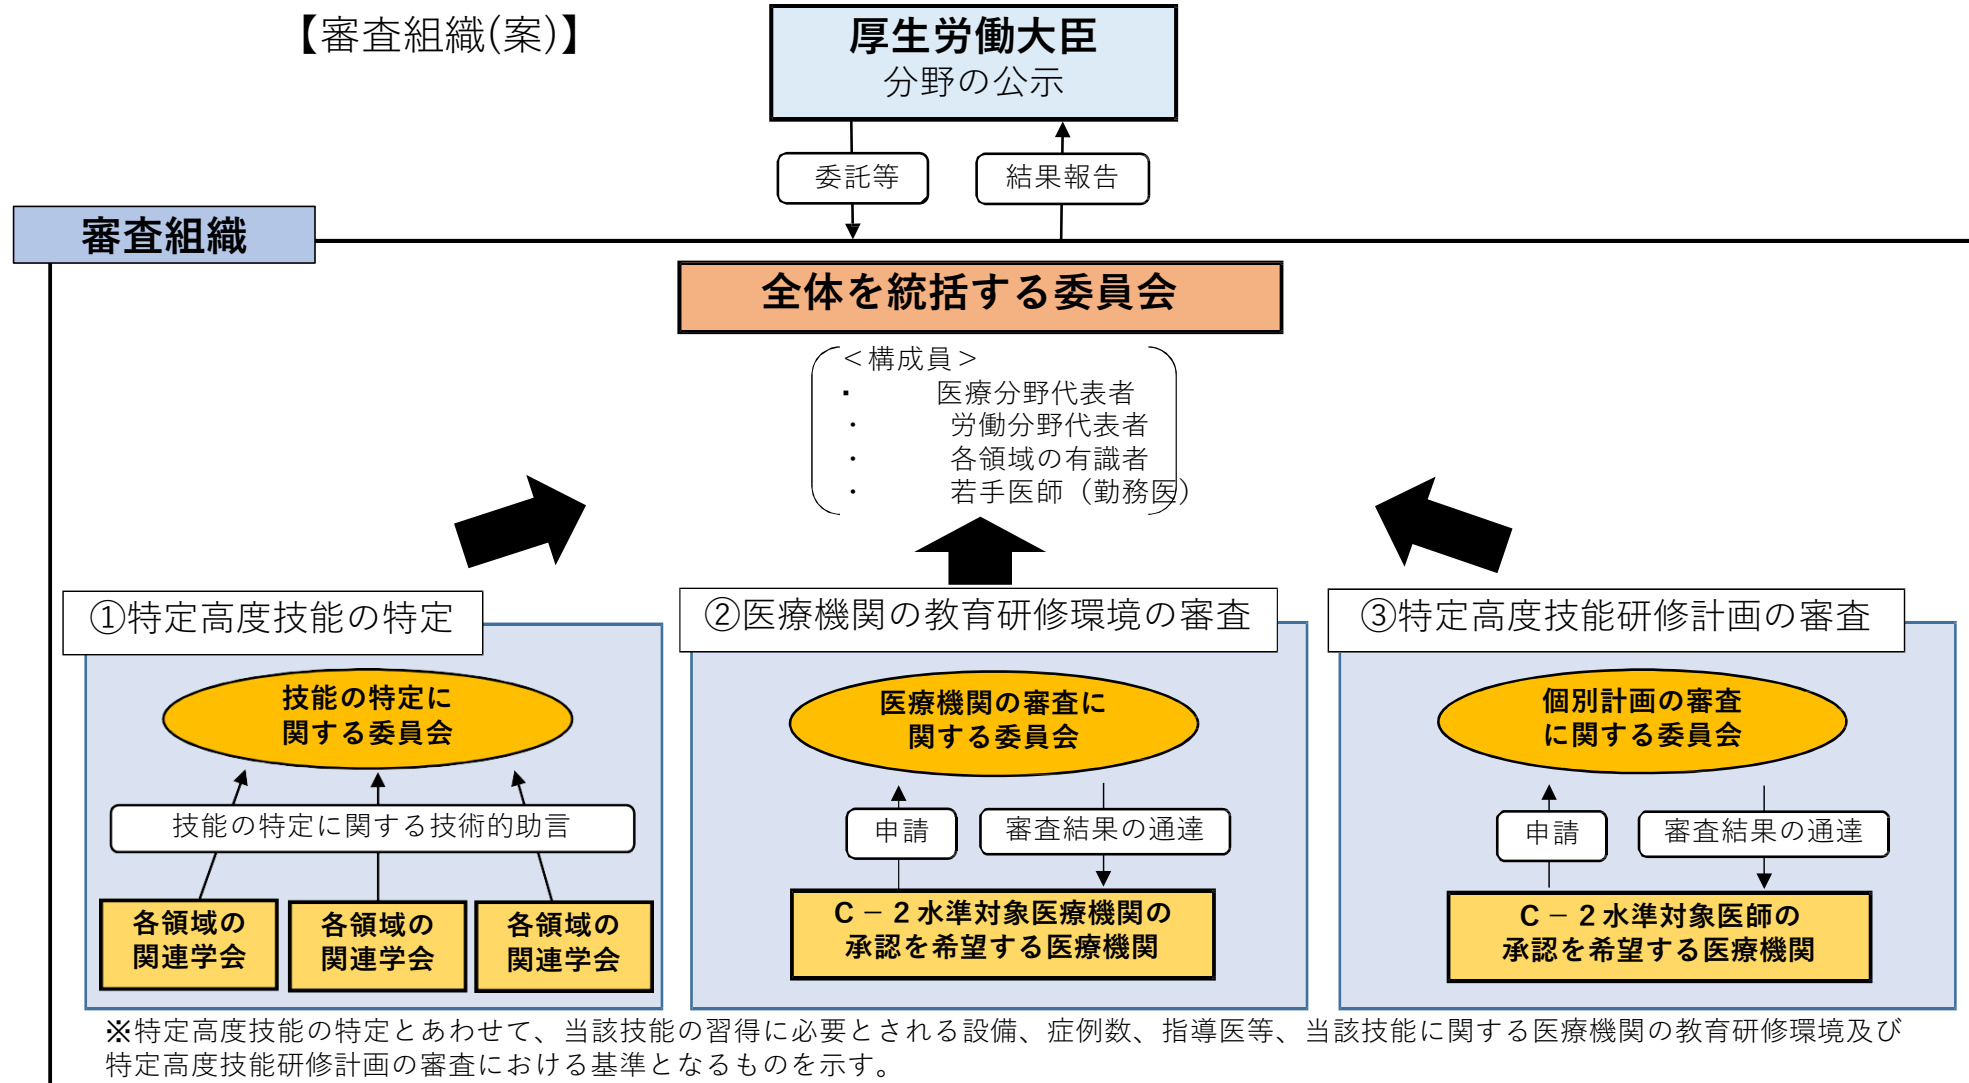 【審査組織(案)】
厚生労働大臣
分野の公示
委託等
結果報告
審査組織
全体を統括する委員会
＜構成員＞
・医療分野代表者
・労働分野代表者
・各領域の有識者
・若手医師（勤務医）
①特定高度技能の特定
技能の特定に
関する委員会
技能の特定に関する技術的助言
各領域の
関連学会
各領域の
関連学会
各領域の
関連学会
②医療機関の教育研修環境の審査
医療機関の審査に
関する委員会
申請
審査結果の通達
C－2水準対象医療機関の
承認を希望する医療機関
③特定高度技能研修計画の審査
個別計画の審査
に関する委員会
申請
審査結果の通達
C－2水準対象医師の
承認を希望する医療機関
※特定高度技能の特定とあわせて、当該技能の習得に必要とされる設備、症例数、指導医等、当該技能に関する医療機関の教育研修環境及び
特定高度技能研修計画の審査における基準となるものを示す。